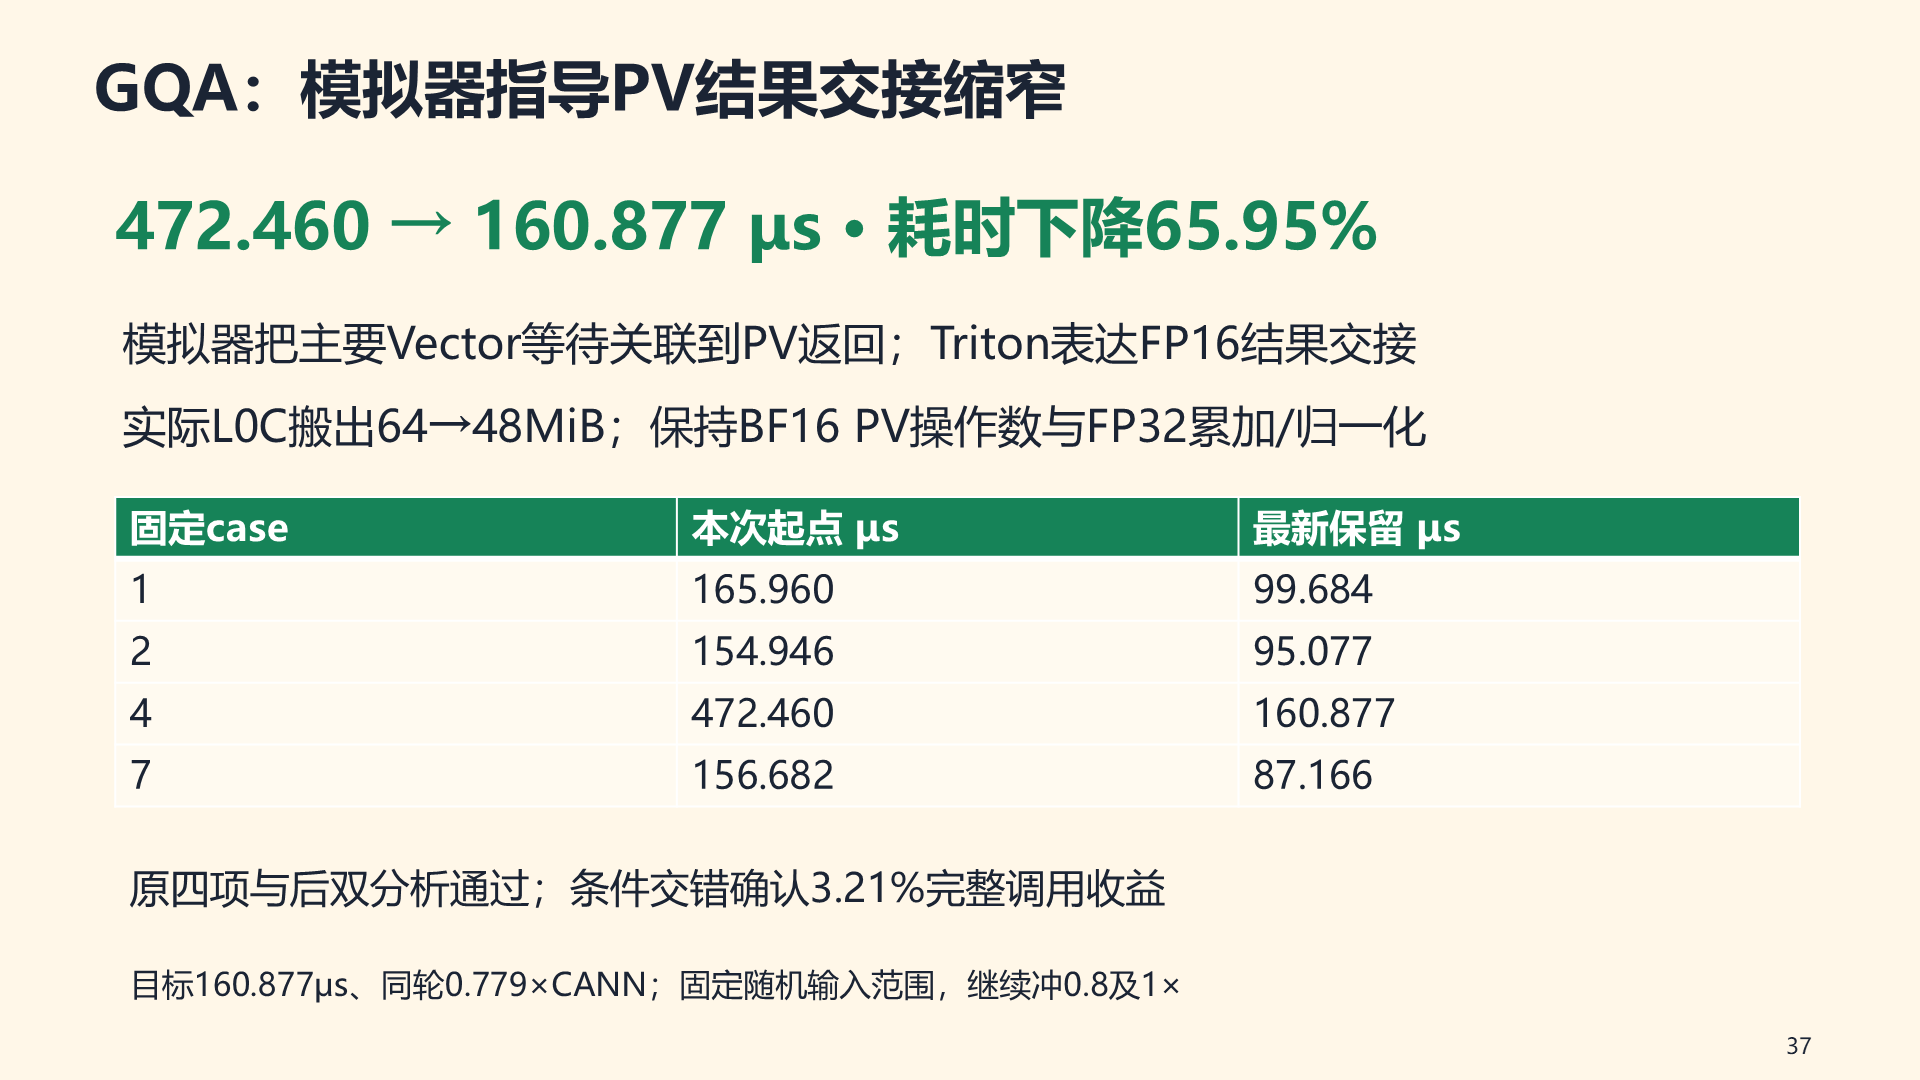 GQA：模拟器指导PV结果交接缩窄
472.460 → 160.877 μs · 耗时下降65.95%
模拟器把主要Vector等待关联到PV返回；Triton表达FP16结果交接
实际L0C搬出64→48MiB；保持BF16 PV操作数与FP32累加/归一化
固定case 本次起点 μs 最新保留 μs
1 165.960 99.684
2 154.946 95.077
4 472.460 160.877
7 156.682 87.166
原四项与后双分析通过；条件交错确认3.21%完整调用收益
目标160.877μs、同轮0.779×CANN；固定随机输入范围，继续冲0.8及1×
37